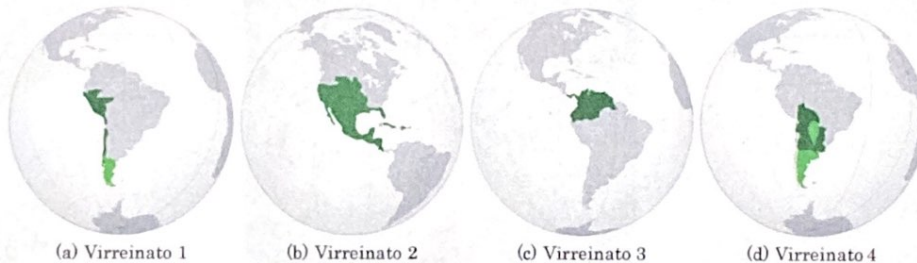 (a) Virreinato 1
(b) Virreinato 2
(c) Virreinato 3
(d) Virreinato 4